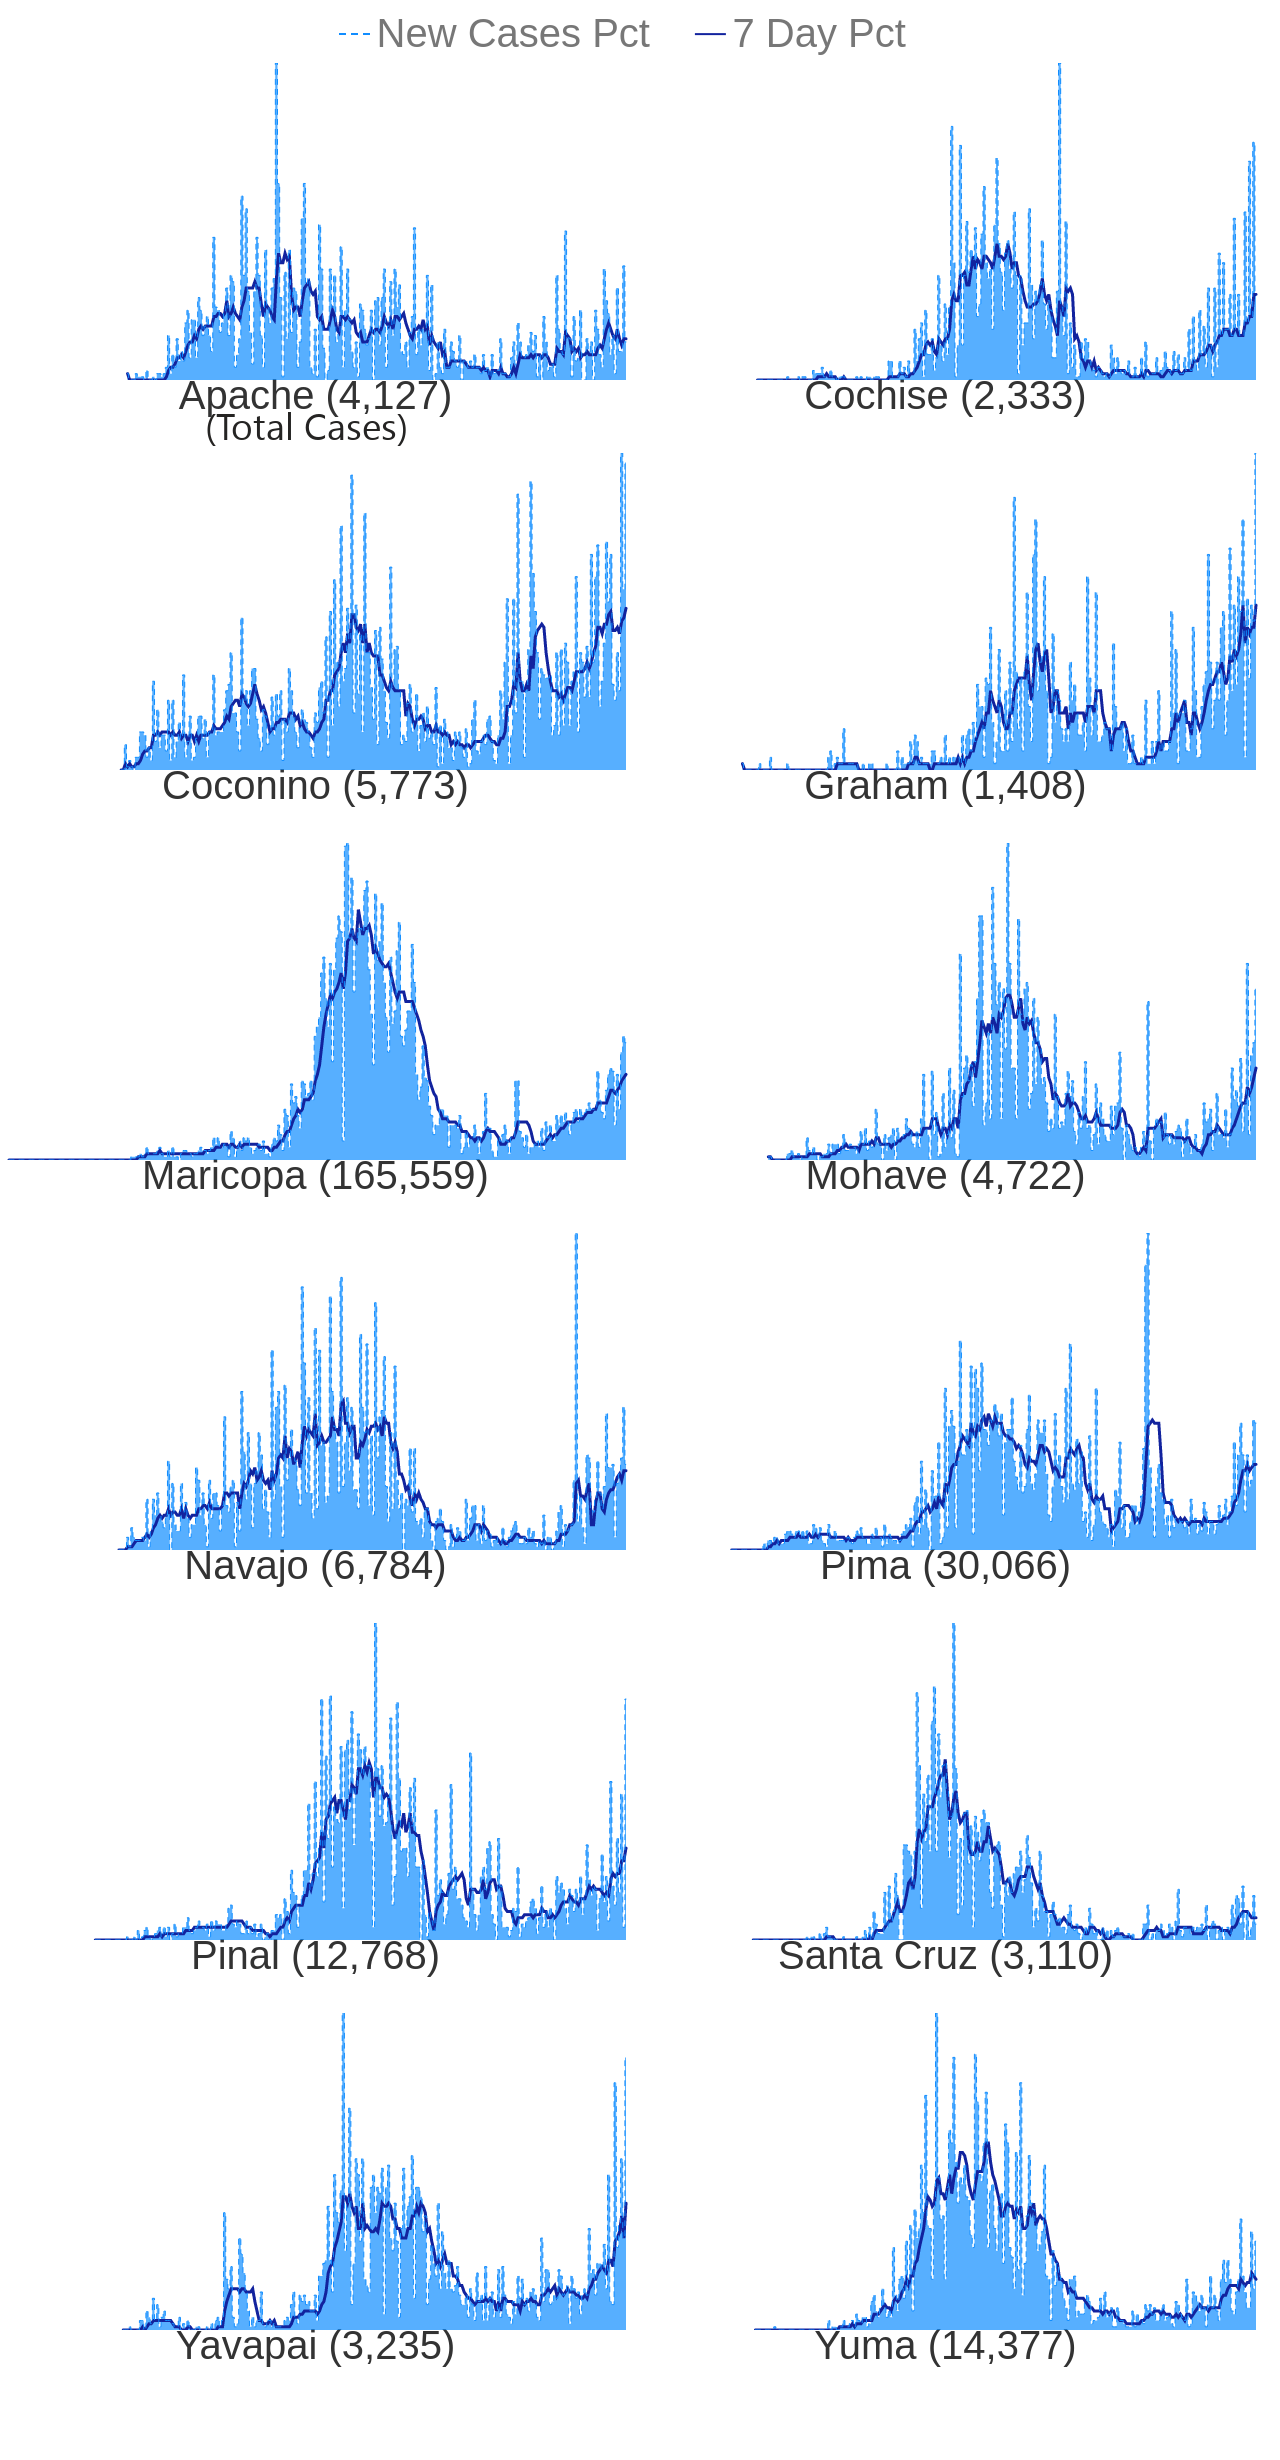 New Cases Pct 7 Day Pct
Apache (4,127) Cochise (2,333)
(Total Cases)
Coconino (5,773) Graham (1,408)
Maricopa (165,559) Mohave (4,722)
Navajo (6,784) Pima (30,066)
Pinal (12,768) Santa Cruz (3,110)
Yavapai (3,235) Yuma (14,377)